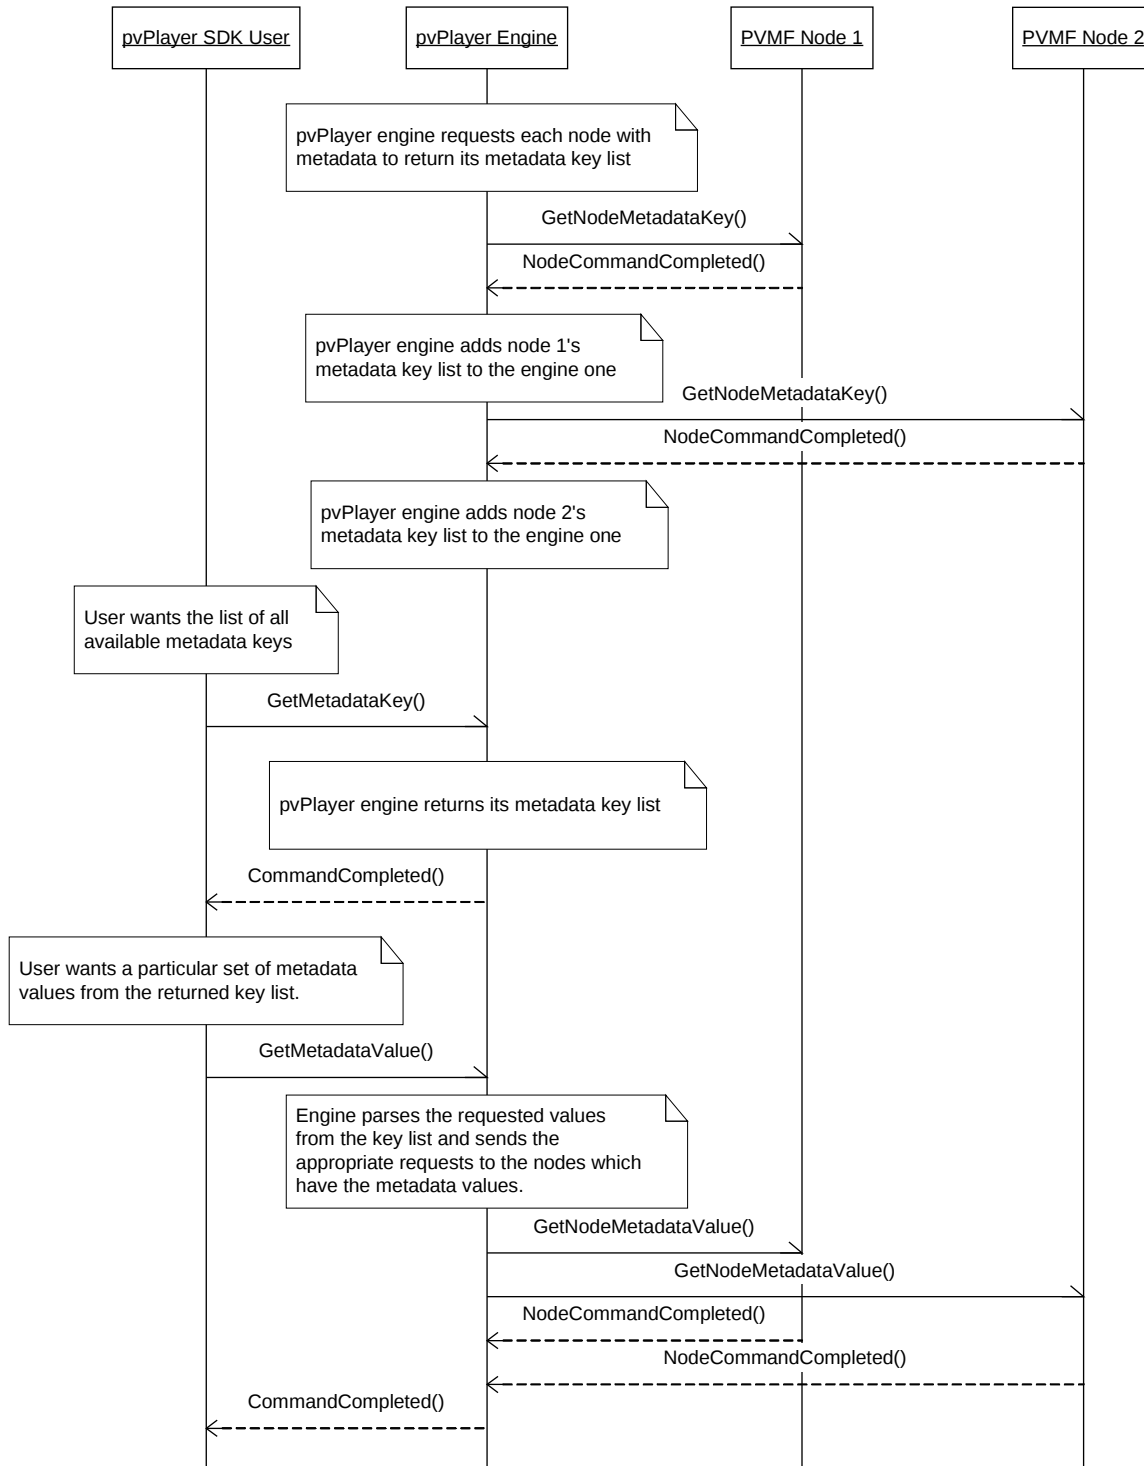 pvPlayer SDK User
pvPlayer Engine
PVMF Node 1
PVMF Node 2
pvPlayer engine requests each node with
metadata to return its metadata key list
GetNodeMetadataKey()
NodeCommandCompleted()
pvPlayer engine adds node 1's
metadata key list to the engine one
GetNodeMetadataKey()
NodeCommandCompleted()
pvPlayer engine adds node 2's
metadata key list to the engine one
User wants the list of all
available metadata keys
GetMetadataKey()
pvPlayer engine returns its metadata key list
CommandCompleted()
User wants a particular set of metadata
values from the returned key list.
GetMetadataValue()
Engine parses the requested values
from the key list and sends the
appropriate requests to the nodes which
have the metadata values.
GetNodeMetadataValue()
GetNodeMetadataValue()
NodeCommandCompleted()
NodeCommandCompleted()
CommandCompleted()